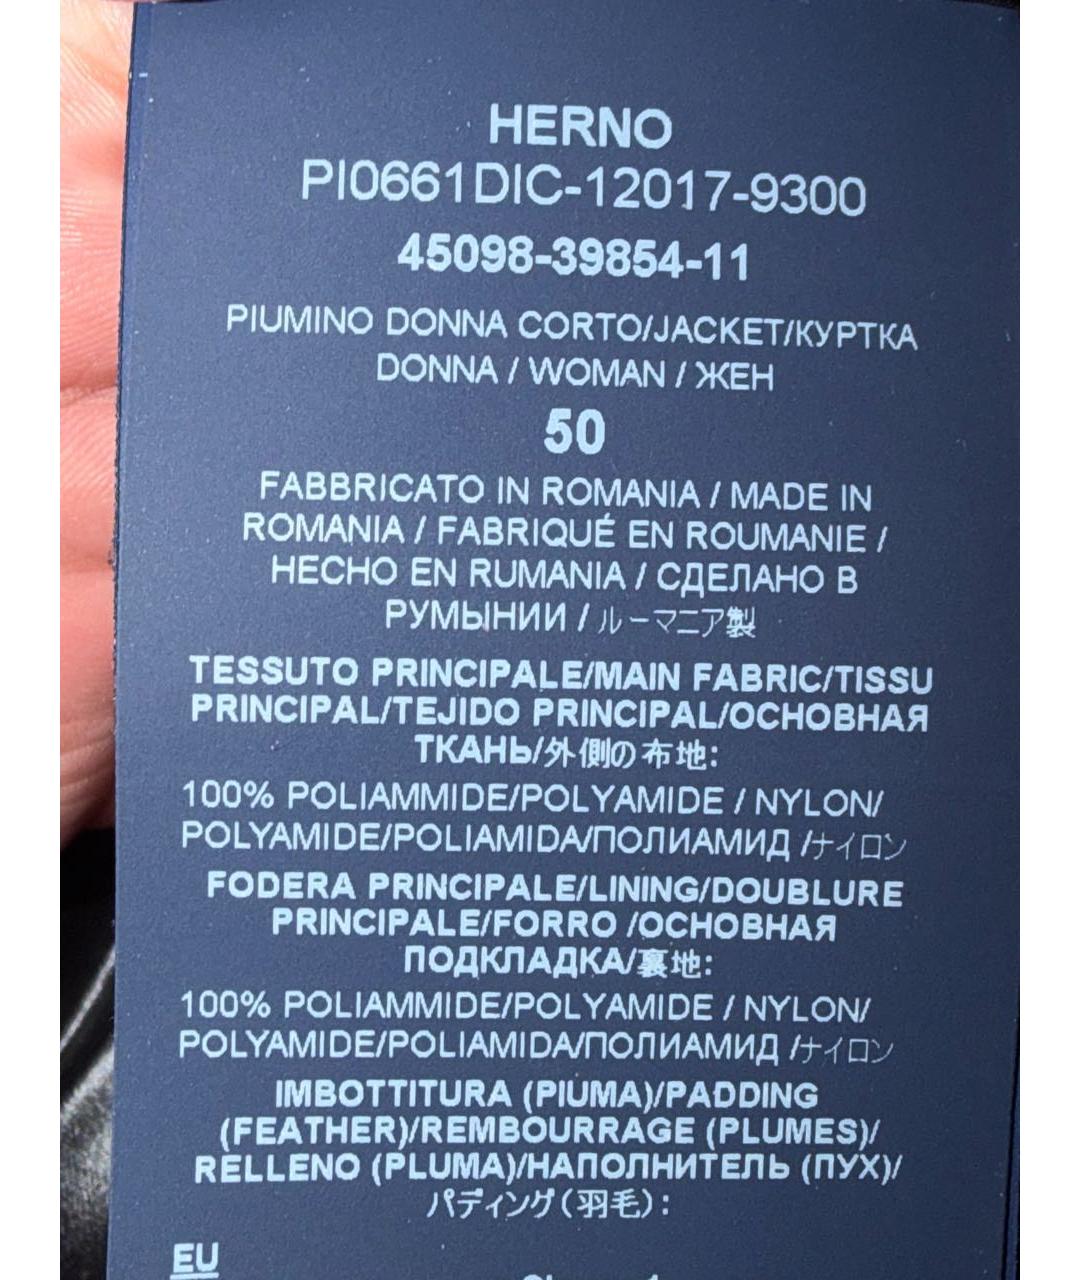 HERNO
PI0661DIC-12017-9300
45098-39854-11
PIUMINO DONNA CORTO/JACKET/КУРТКА
DONNA / WOMAN / ЖЕН
50
FABBRICATO IN ROMANIA / MADE IN
ROMANIA / FABRIQUÉ EN ROUMANIE /
HECHO EN RUMANIA / СДЕЛАНО В
РУМЫНИИ / ルーマニア製
TESSUTO PRINCIPALE/MAIN FABRIC/TISSU
PRINCIPAL/TEJIDO PRINCIPAL/ОСНОВНАЯ
ТКАНЬ/外側の布地:
100% POLIAMMIDE/POLYAMIDE / NYLON/
POLYAMIDE/POLIAMIDA/ПОЛИАМИД /ナイロン
FODERA PRINCIPALE/LINING/DOUBLURE
PRINCIPALE/FORRO /ОСНОВНАЯ
ПОДКЛАДКА/裏地:
100% POLIAMMIDE/POLYAMIDE / NYLON/
POLYAMIDE/POLIAMIDA/ПОЛИАМИД /ナイロン
IMBOTTITURA (PIUMA)/PADDING
(FEATHER)/REMBOURRAGE (PLUMES)/
RELLENO (PLUMA)/НАПОЛНИТЕЛЬ (ПУХ)/
パディング(羽毛):
EU